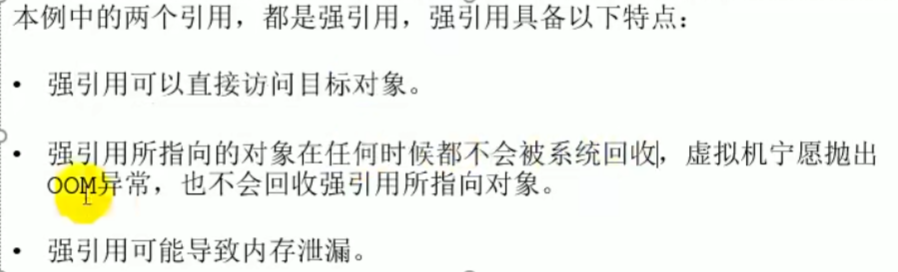 本例中的两个引用，都是强引用，强引用具备以下特点：
• 强引用可以直接访问目标对象。
• 强引用所指向的对象在任何时候都不会被系统回收，虚拟机宁愿抛出
OOM异常，也不会回收强引用所指向对象。
• 强引用可能导致内存泄漏。